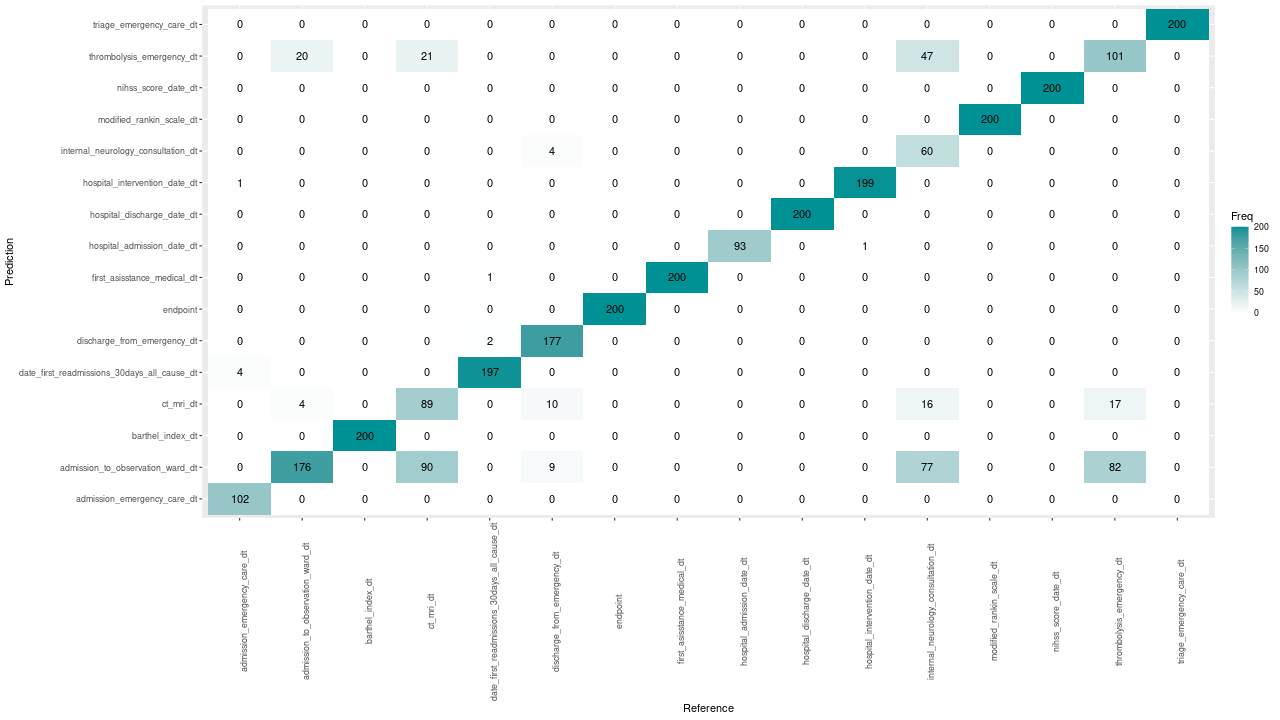 triage_emergency_care_dt 0 0 0 0 0 0 0 0 0 0 0 0 0 0 0 200
thrombolysis_emergency_dt 0 20 0 21 0 0 0 0 0 0 0 47 0 0 101 0
nihss_score_date_dt 0 0 0 0 0 0 0 0 0 0 0 0 0 200 0 0
modified_rankin_scale_dt 0 0 0 0 0 0 0 0 0 0 0 0 200 0 0 0
internal_neurology_consultation_dt 0 0 0 0 0 4 0 0 0 0 0 60 0 0 0 0
hospital_intervention_date_dt 1 0 0 0 0 0 0 0 0 0 199 0 0 0 0 0
hospital_discharge_date_dt 0 0 0 0 0 0 0 0 0 200 0 0 0 0 0 0
hospital_admission_date_dt 0 0 0 0 0 0 0 0 93 0 1 0 0 0 0 0
first_asisstance_medical_dt 0 0 0 0 1 0 0 200 0 0 0 0 0 0 0 0
endpoint 0 0 0 0 0 0 200 0 0 0 0 0 0 0 0 0
discharge_from_emergency_dt 0 0 0 0 2 177 0 0 0 0 0 0 0 0 0 0
date_first_readmissions_30days_all_cause_dt 4 0 0 0 197 0 0 0 0 0 0 0 0 0 0 0
ct_mri_dt 0 4 0 89 0 10 0 0 0 0 0 16 0 0 17 0
barthel_index_dt 0 0 200 0 0 0 0 0 0 0 0 0 0 0 0 0
admission_to_observation_ward_dt 0 176 0 90 0 9 0 0 0 0 0 77 0 0 82 0
admission_emergency_care_dt 102 0 0 0 0 0 0 0 0 0 0 0 0 0 0 0
Prediction
admission_emergency_care_dt
admission_to_observation_ward_dt
barthel_index_dt
ct_mri_dt
date_first_readmissions_30days_all_cause_dt
discharge_from_emergency_dt
endpoint
first_asisstance_medical_dt
hospital_admission_date_dt
hospital_discharge_date_dt
hospital_intervention_date_dt
internal_neurology_consultation_dt
modified_rankin_scale_dt
nihss_score_date_dt
thrombolysis_emergency_dt
triage_emergency_care_dt
Reference
Freq
200
150
100
50
0